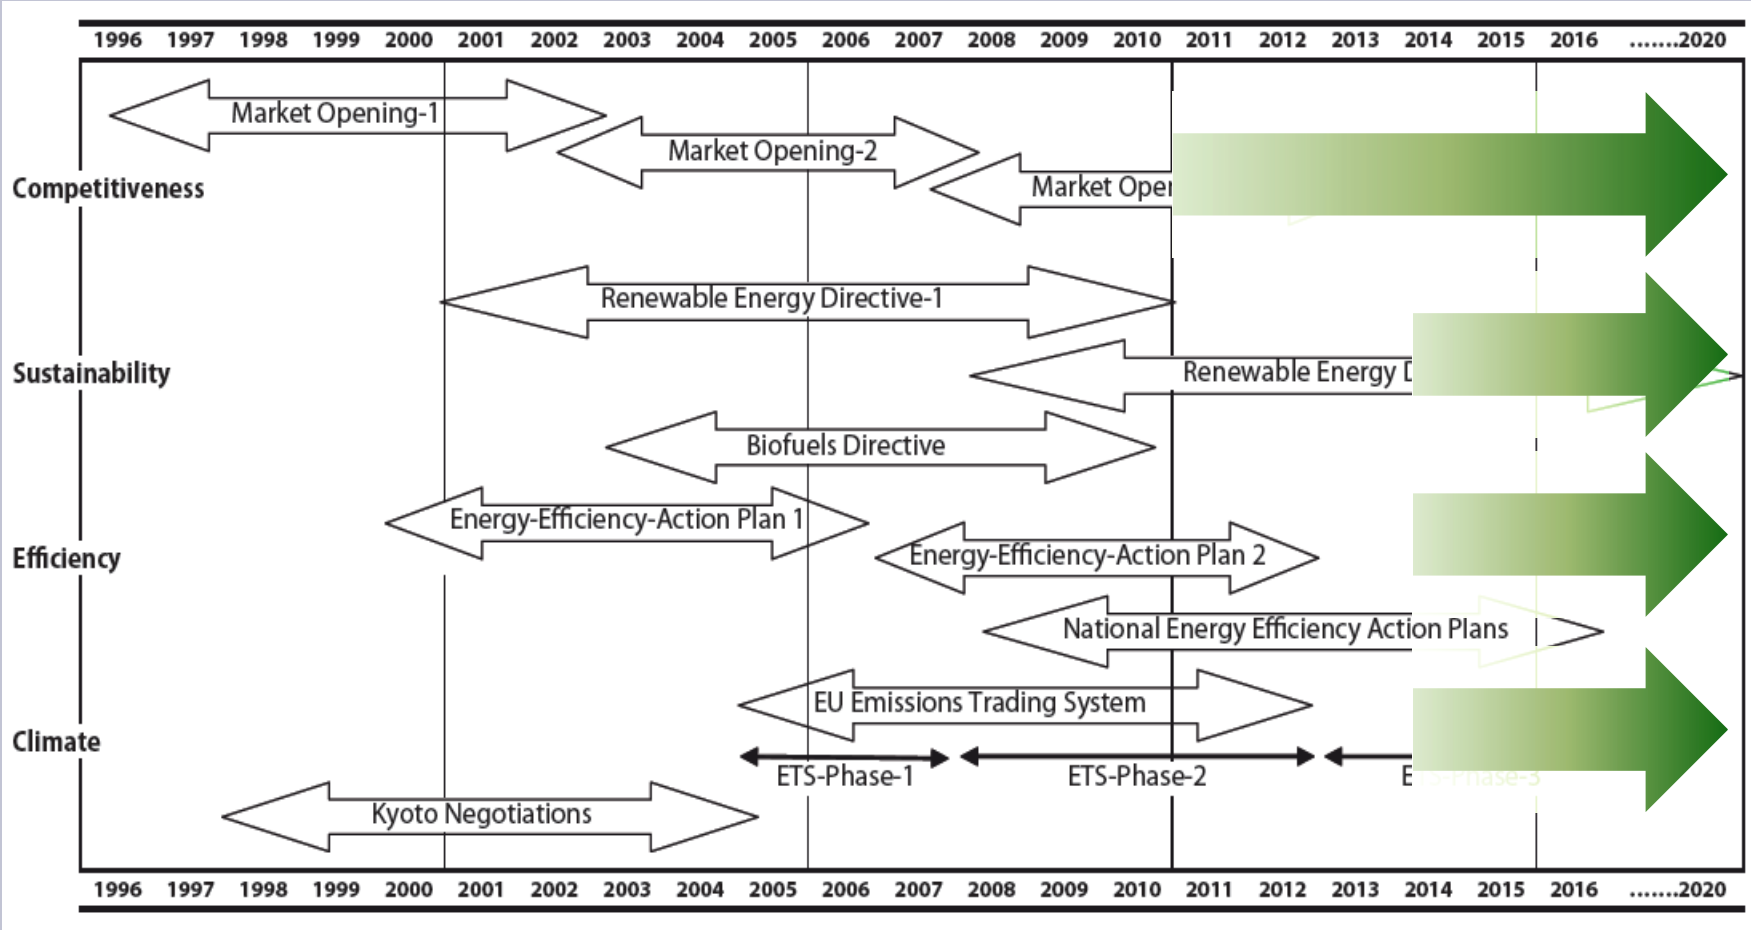 1996 1997 1998 1999 2000 2001 2002 2003 2004 2005 2006 2007 2008 2009 2010 2011 2012 2013 2014 2015 2016 .......2020
Market Opening-1
Market Opening-2
Market Oper
Competitiveness
Renewable Energy Directive-1
Sustainability
Renewable Energy D
Biofuels Directive
Energy-Efficiency-Action Plan 1
Efficiency
Energy-Efficiency-Action Plan 2
National Energy Efficiency Action Plans
EU Emissions Trading System
Climate
ETS-Phase-1 ETS-Phase-2 ETS-Phase-3
Kyoto Negotiations
1996 1997 1998 1999 2000 2001 2002 2003 2004 2005 2006 2007 2008 2009 2010 2011 2012 2013 2014 2015 2016 .......2020